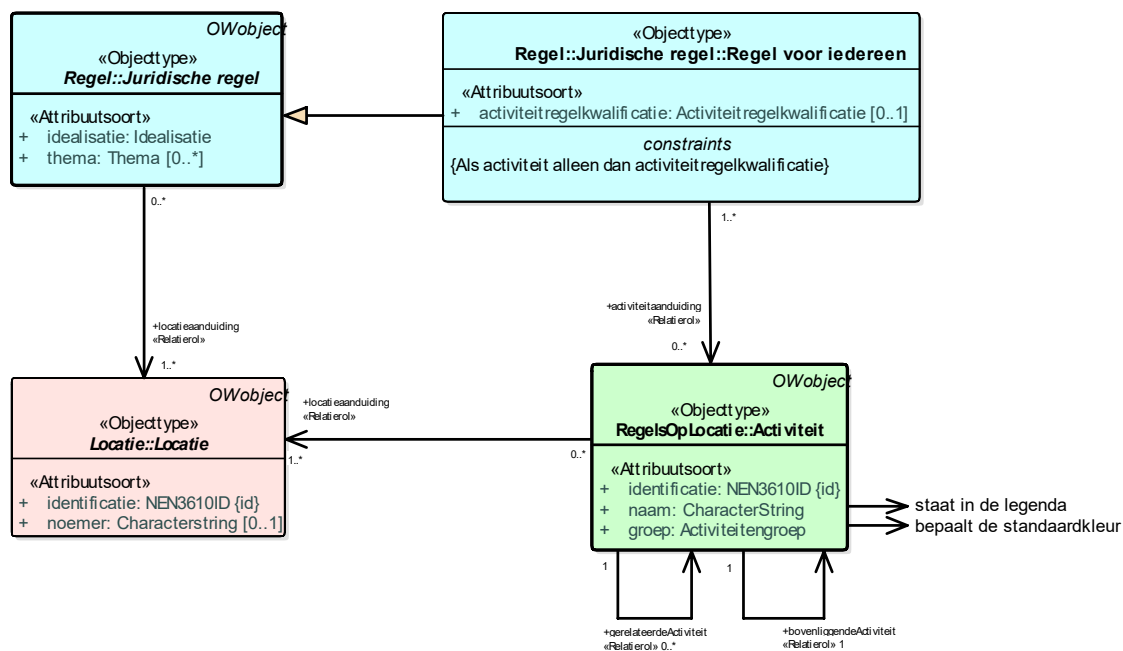 OWobject
«Objecttype»
Regel::Juridische regel
«Attribuutsoort»
+ idealisatie: Idealisatie
+ thema: Thema [0..*]
«Objecttype»
Regel::Juridische regel::Regel voor iedereen
«Attribuutsoort»
+ activiteitregelkwalificatie: Activiteitregelkwalificatie [0..1]
constraints
{Als activiteit alleen dan activiteitregelkwalificatie}
0..*
+locatieaanduiding
«Relatierol»
1..*
1..*
+activiteitaanduiding
«Relatierol»
0..*
OWobject
«Objecttype»
Locatie::Locatie
«Attribuutsoort»
+ identificatie: NEN3610ID {id}
+ noemer: Characterstring [0..1]
+locatieaanduiding
«Relatierol»
1..*
0..*
OWobject
«Objecttype»
RegelsOpLocatie::Activiteit
«Attribuutsoort»
+ identificatie: NEN3610ID {id}
+ naam: CharacterString
+ groep: Activiteitengroep
staat in de legenda
bepaalt de standaardkleur
1
+gerelateerdeActiviteit
«Relatierol» 0..*
1
+bovenliggendeActiviteit
«Relatierol» 1